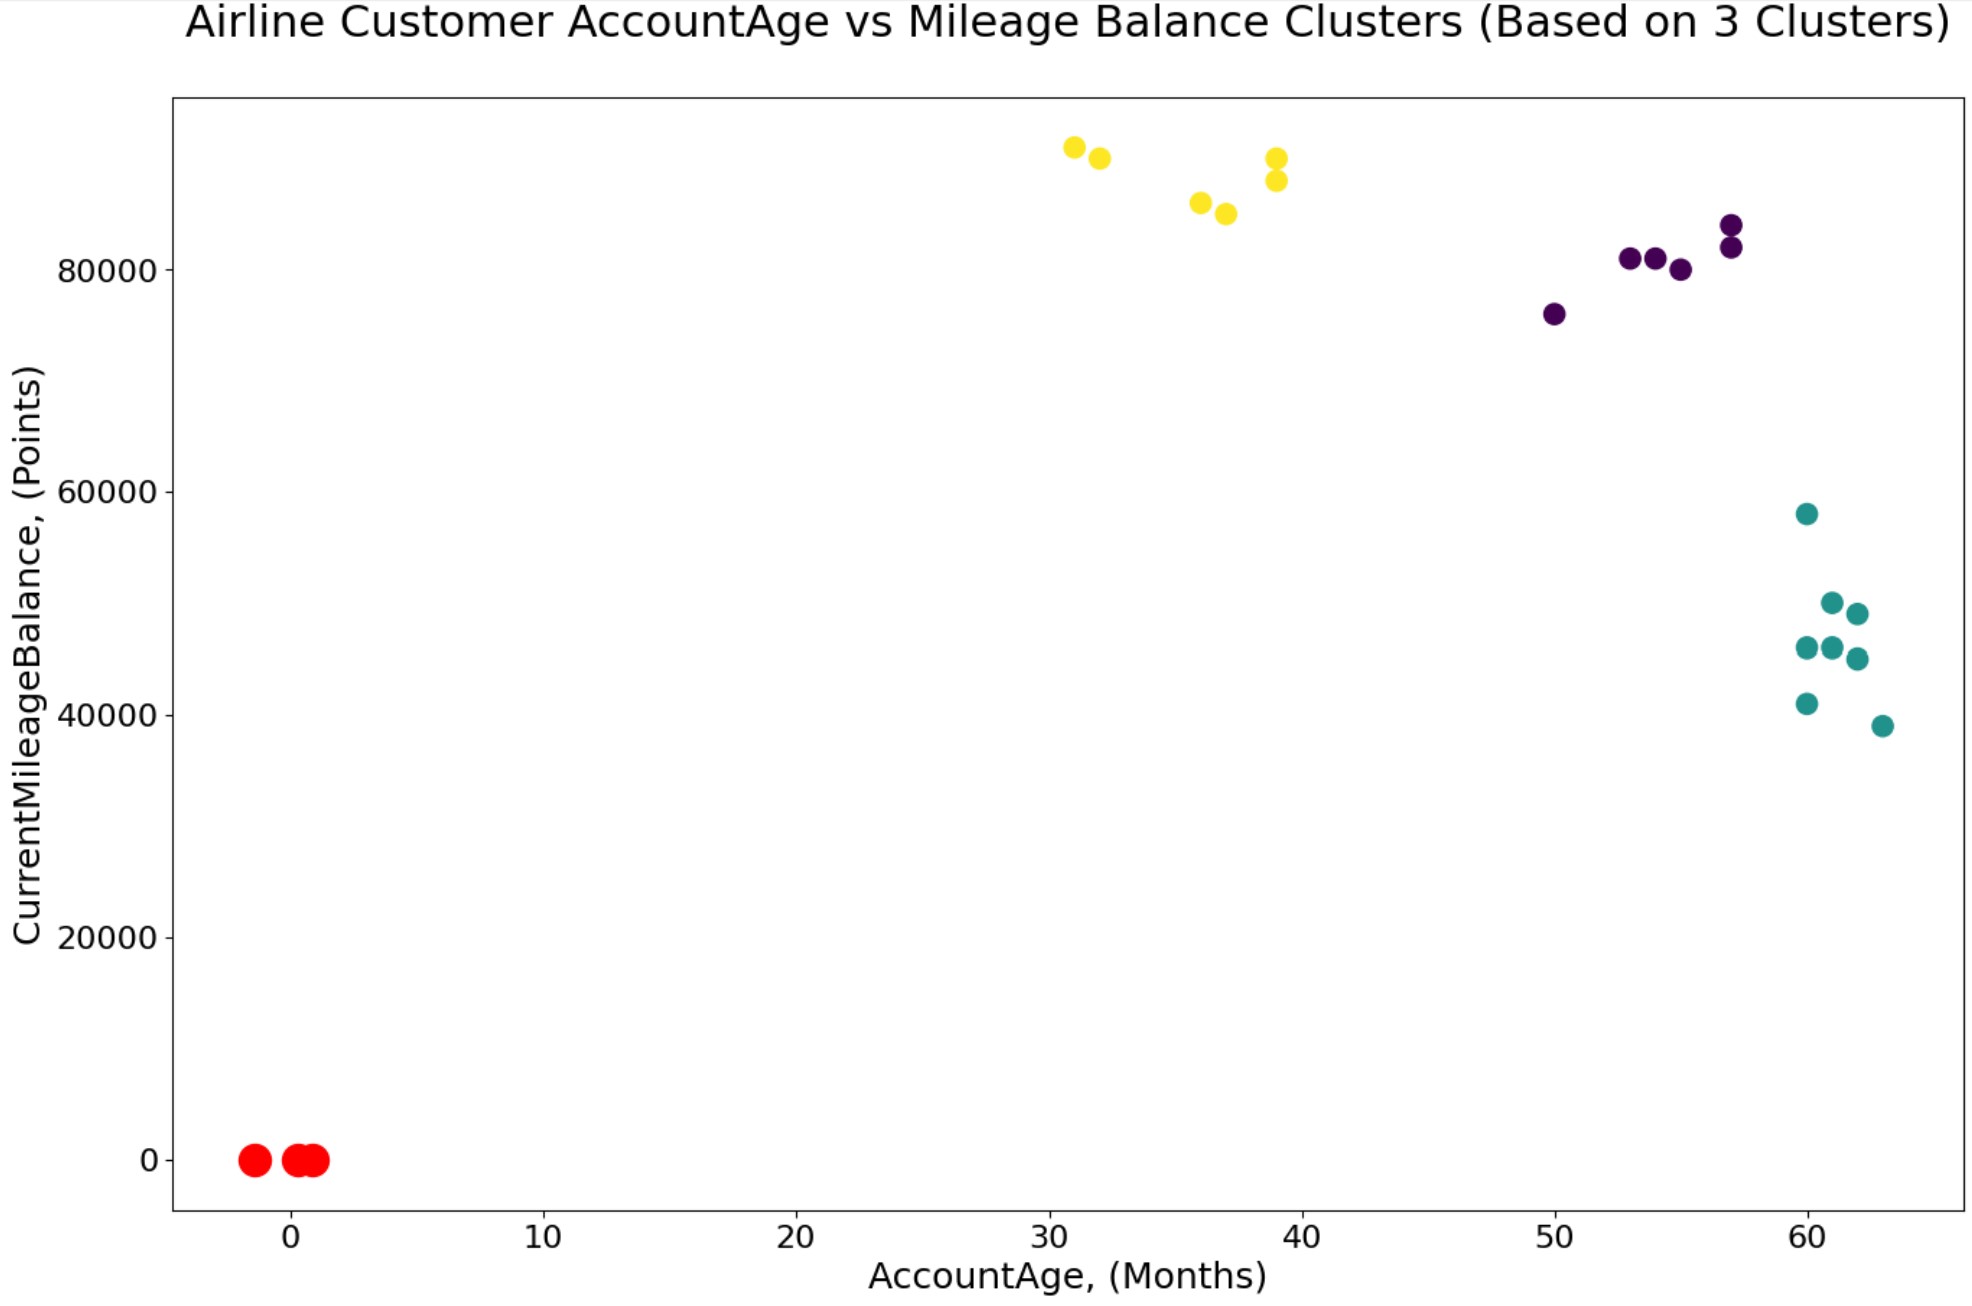 Airline Customer AccountAge vs Mileage Balance Clusters (Based on 3 Clusters)
CurrentMileageBalance, (Points)
80000
60000
40000
20000
0
0 10 20 30 40 50 60
AccountAge, (Months)